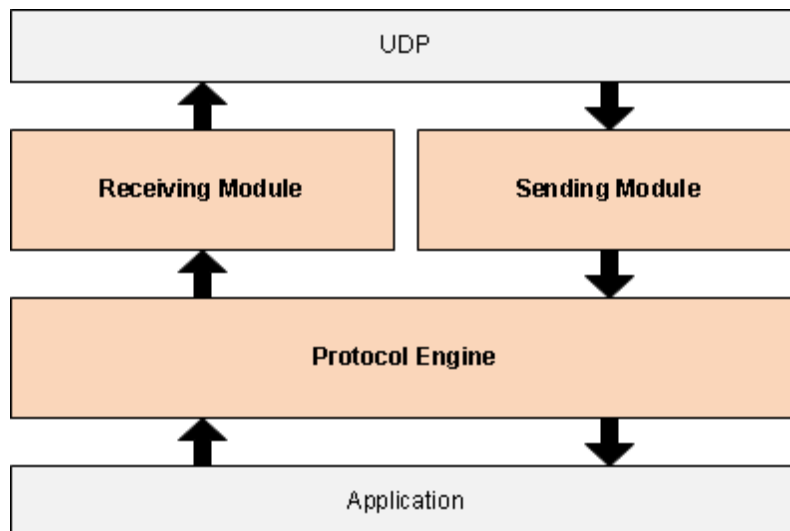 UDP
Receiving Module
Sending Module
Protocol Engine
Application